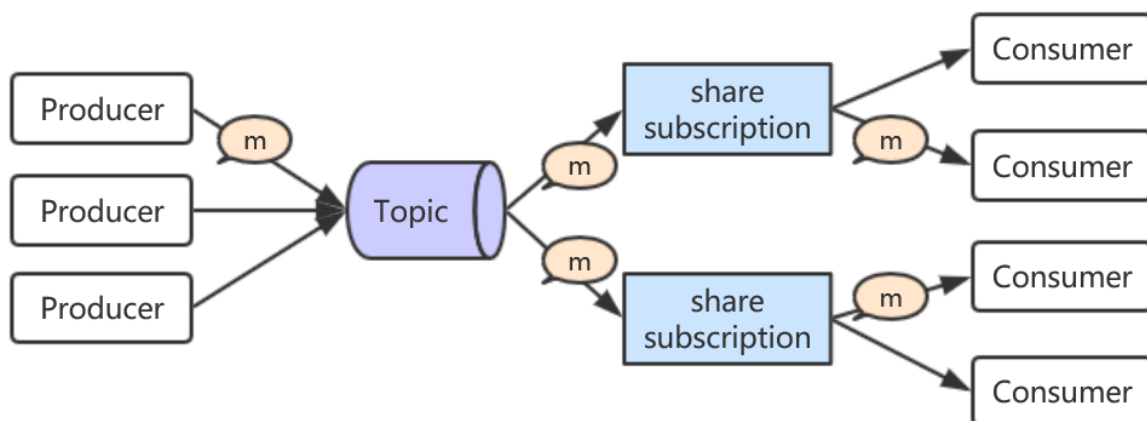 Producer
m
Producer
Producer
Topic
m
m
share
subscription
share
subscription
m
m
Consumer
Consumer
Consumer
Consumer